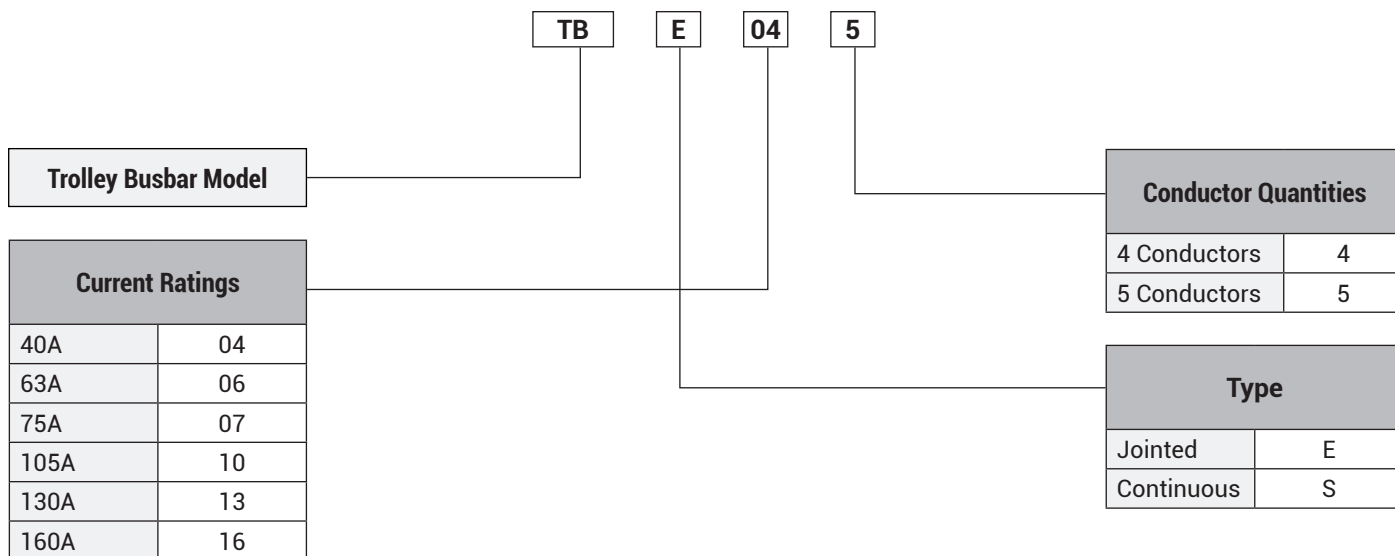 TB E 04 5
Trolley Busbar Model
Current Ratings
40A 04
63A 06
75A 07
105A 10
130A 13
160A 16
Conductor Quantities
4 Conductors 4
5 Conductors 5
Type
Jointed E
Continuous S